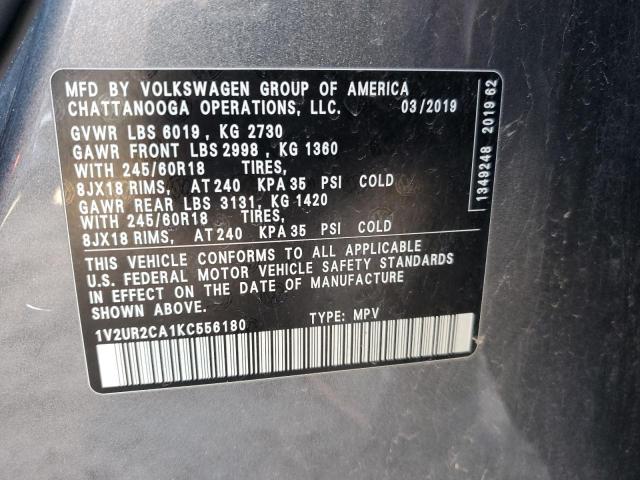 MFD BY VOLKSWAGEN GROUP OF AMERICA
CHATTANOOGA OPERATIONS, LLC. 03/2019
GVWR LBS 6019 , KG 2730
GAWR FRONT LBS 2998 , KG 1360
WITH 245/60R18 TIRES,
8JX18 RIMS, AT 240 KPA 35 PSI COLD
GAWR REAR LBS 3131, KG 1420
WITH 245/60R18 TIRES,
8JX18 RIMS, AT 240 KPA 35 PSI COLD
THIS VEHICLE CONFORMS TO ALL APPLICABLE
U.S. FEDERAL MOTOR VEHICLE SAFETY STANDARDS
IN EFFECT ON THE DATE OF MANUFACTURE
SHOWN ABOVE.
1V2UR2CA1KC556180 TYPE: MPV
1349248 2019 62